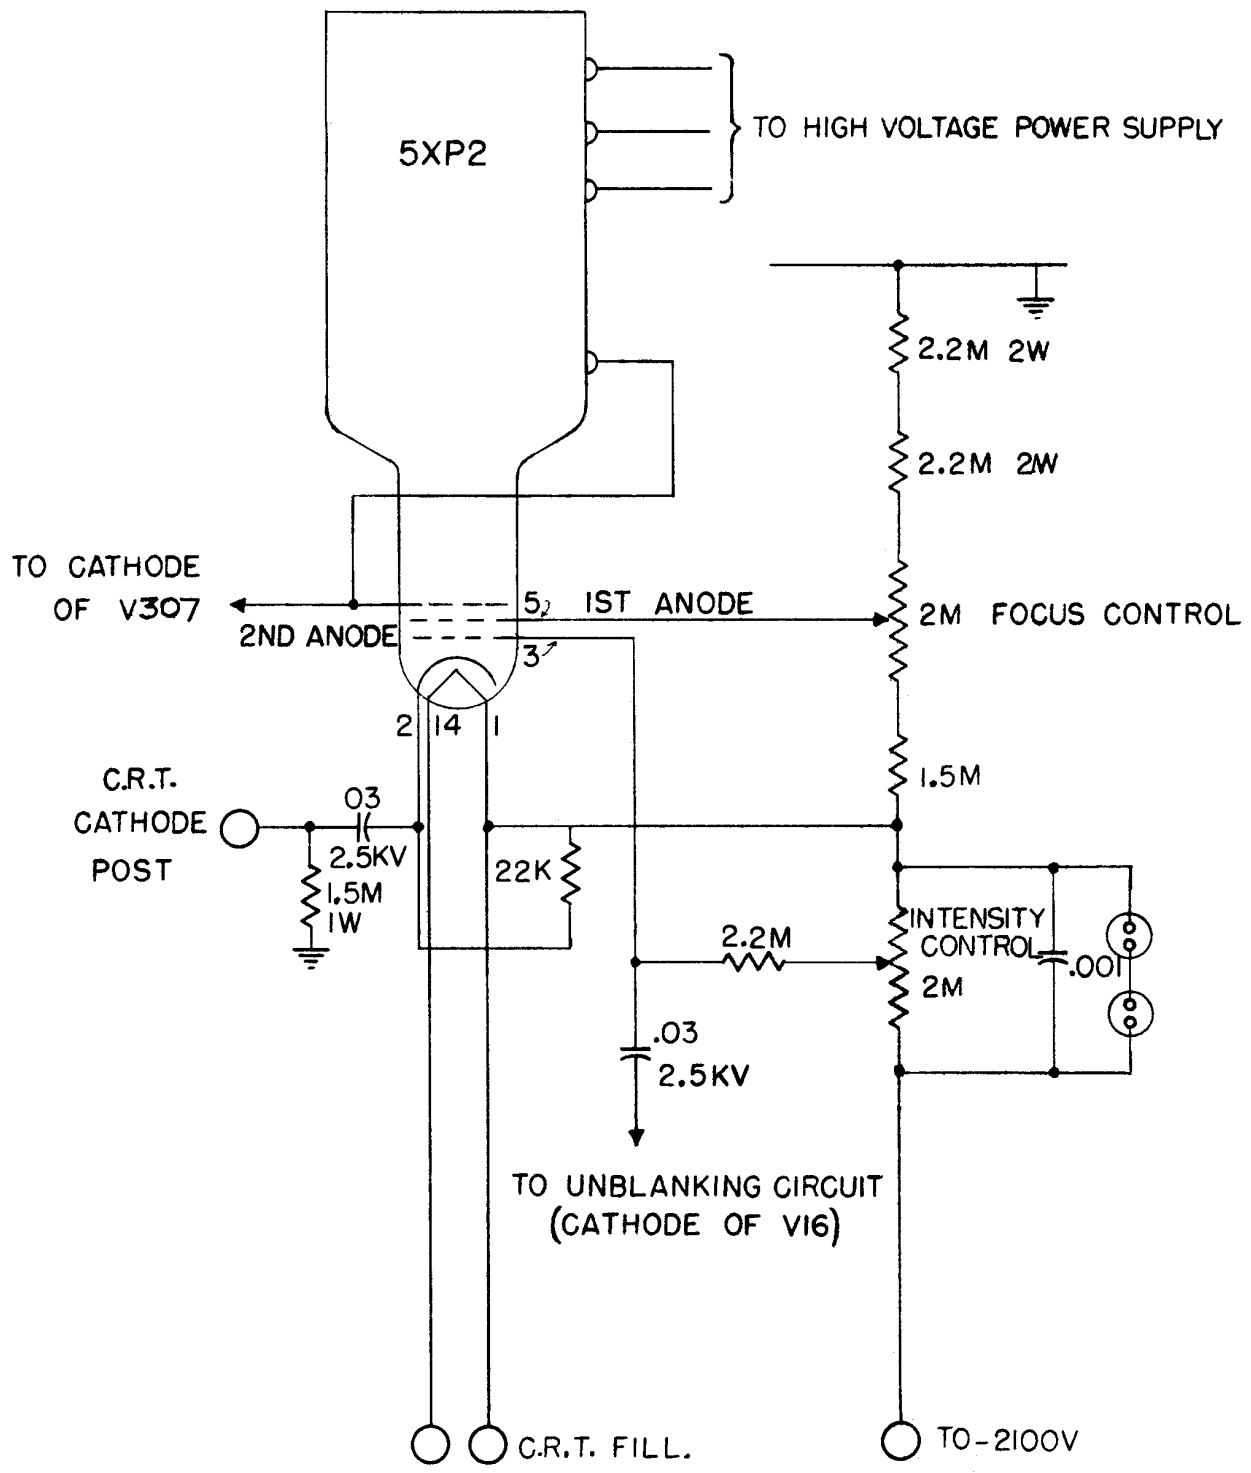 5XP2
TO HIGH VOLTAGE POWER SUPPLY
2.2M 2W
2.2M 2W
TO CATHODE
OF V307
2ND ANODE
5
1ST ANODE
3
2M FOCUS CONTROL
2
14
1
1.5M
C.R.T.
CATHODE
POST
03
2.5KV
1.5M
1W
22K
INTENSITY
CONTROL
2M
.001
2.2M
.03
2.5KV
TO UNBLANKING CIRCUIT
(CATHODE OF V16)
C.R.T. FILL.
TO-2100V